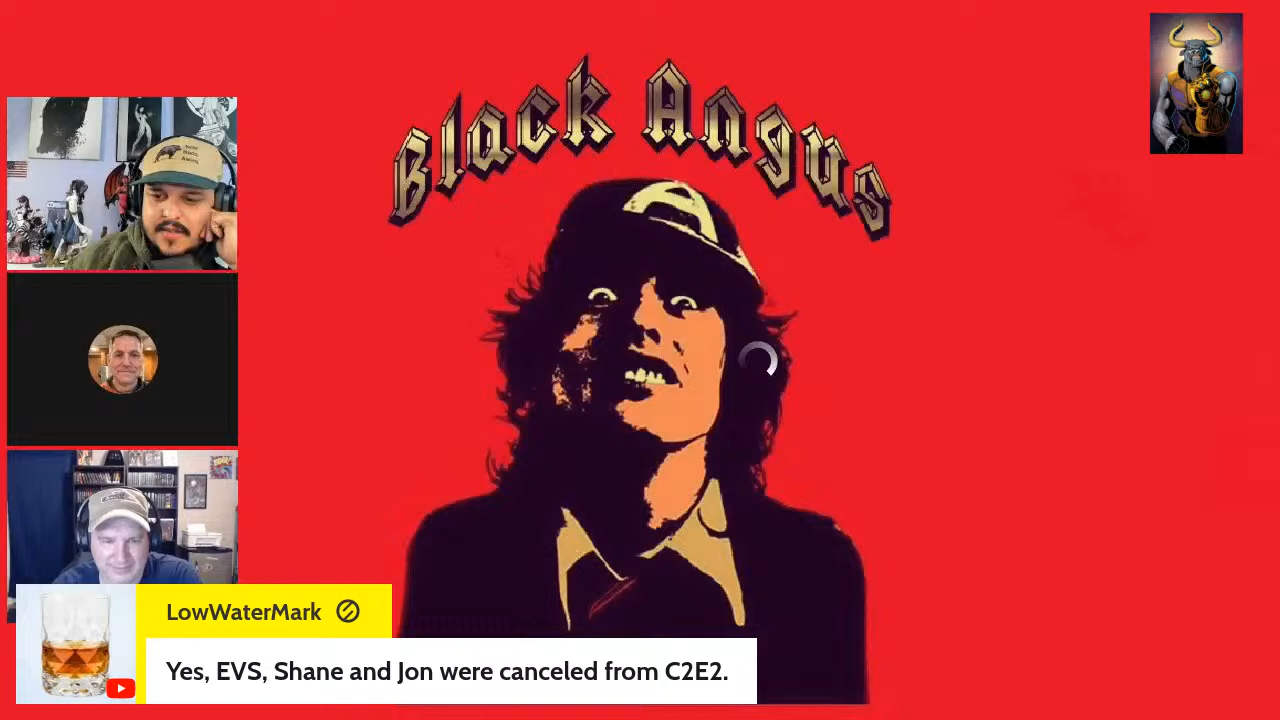 Black Angus
LowWaterMark
Yes, EVS, Shane and Jon were canceled from C2E2.